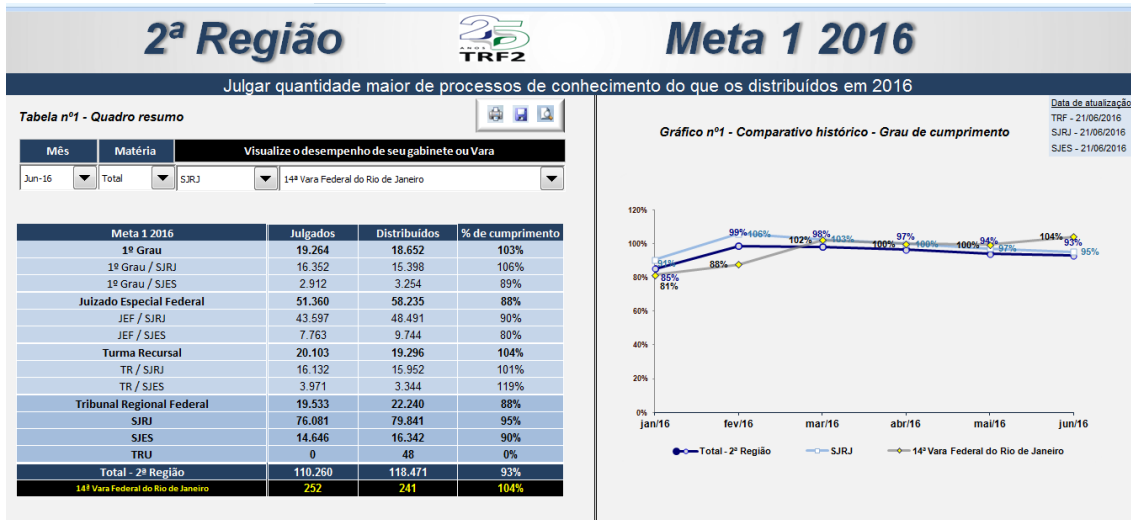 2ª Região
25
ANOS
TRF2
Meta 1 2016
Julgar quantidade maior de processos de conhecimento do que os distribuídos em 2016
Tabela nº1 - Quadro resumo
Mês Matéria Visualize o desempenho de seu gabinete ou Vara
Jun-16 Total SJRJ 14ª Vara Federal do Rio de Janeiro
Meta 1 2016 Julgados Distribuídos % de cumprimento
1º Grau 19.264 18.652 103%
1º Grau / SJRJ 16.352 15.398 106%
1º Grau / SJES 2.912 3.254 89%
Juizado Especial Federal 51.360 58.235 88%
JEF / SJRJ 43.597 48.491 90%
JEF / SJES 7.763 9.744 80%
Turma Recursal 20.103 19.296 104%
TR / SJRJ 16.132 15.952 101%
TR / SJES 3.971 3.344 119%
Tribunal Regional Federal 19.533 22.240 88%
SJRJ 76.081 79.841 95%
SJES 14.646 16.342 90%
TRU 0 48 0%
Total - 2ª Região 110.260 118.471 93%
14ª Vara Federal do Rio de Janeiro 252 241 104%
Data de atualização
TRF - 21/06/2016
SJRJ - 21/06/2016
SJES - 21/06/2016
Gráfico nº1 - Comparativo histórico - Grau de cumprimento
120%
100%
80%
60%
40%
20%
0%
91% 85% 81%
99% 106% 88%
98% 102% 103%
97% 100% 100%
94% 100% 97%
104% 93% 95%
jan/16 fev/16 mar/16 abr/16 mai/16 jun/16
Total - 2ª Região SJRJ 14ª Vara Federal do Rio de Janeiro